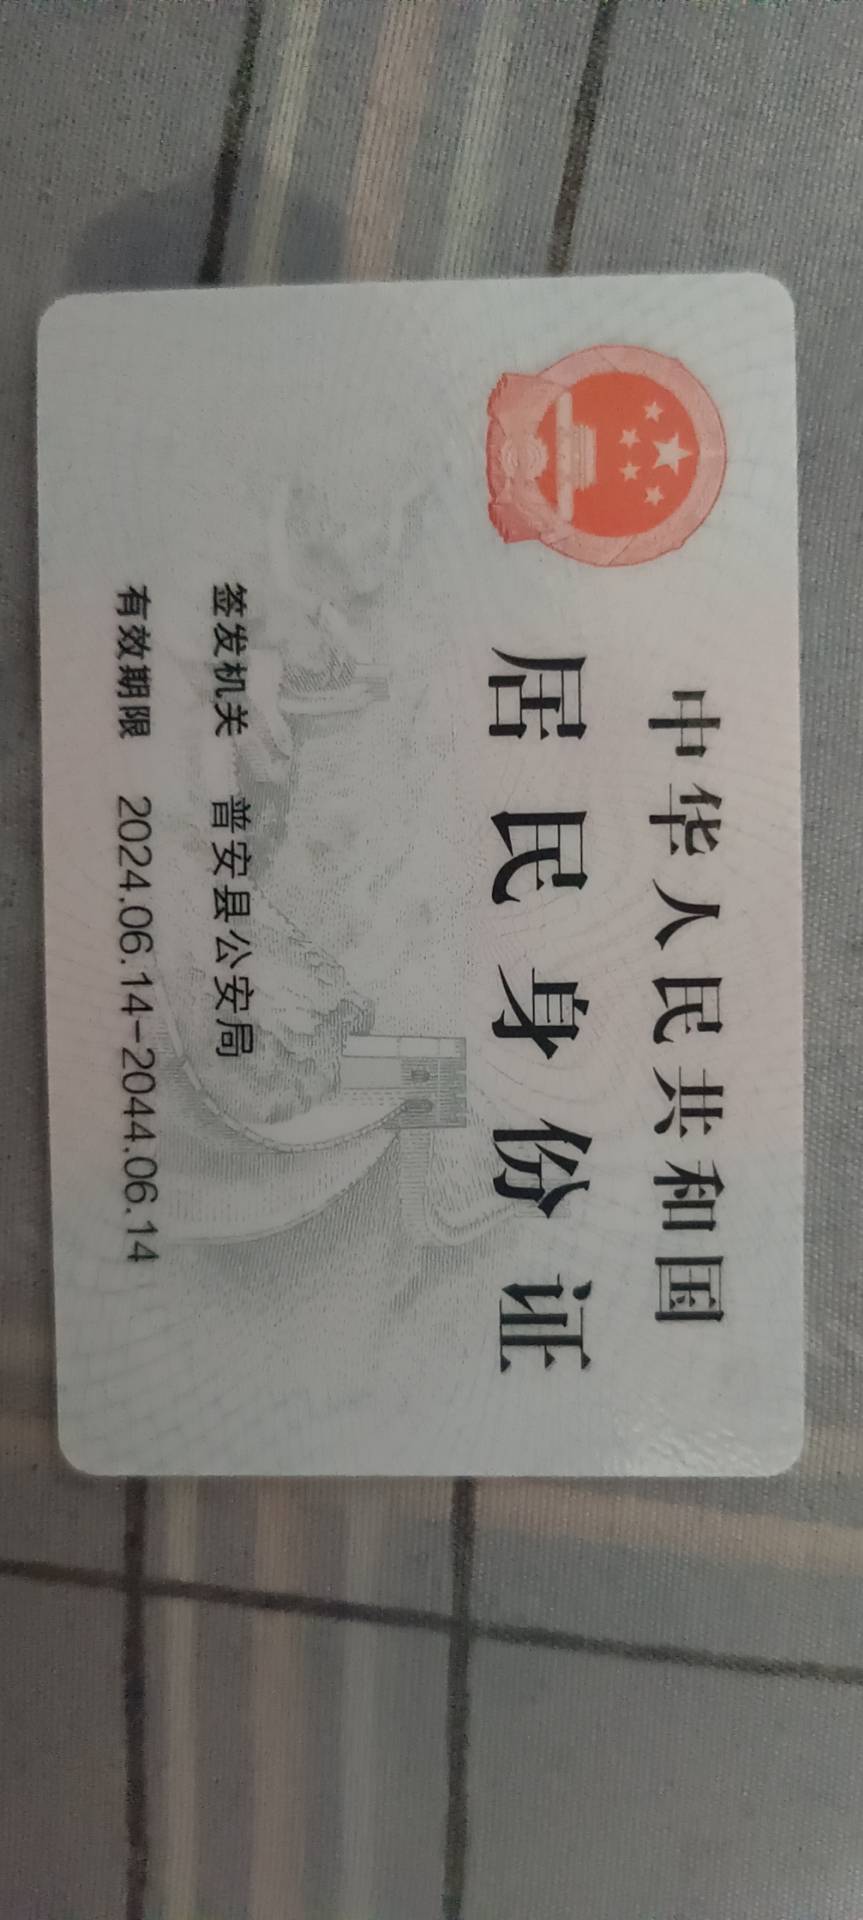 中华人民共和国
居民身份证
签发机关 普安县公安局
有效期限 2024.06.14-2044.06.14